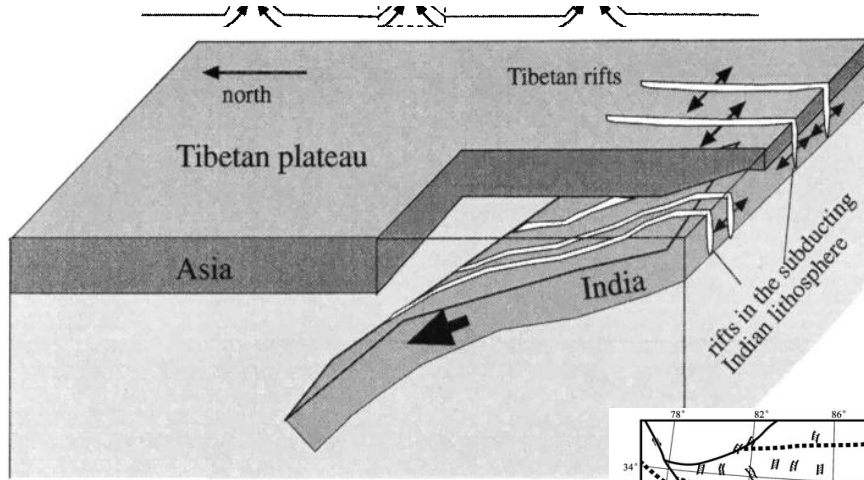 Tibetan rifts
north
Tibetan plateau
Asia
India
rifts in the subducting
Indian lithosphere
78°
82°
86°
34°